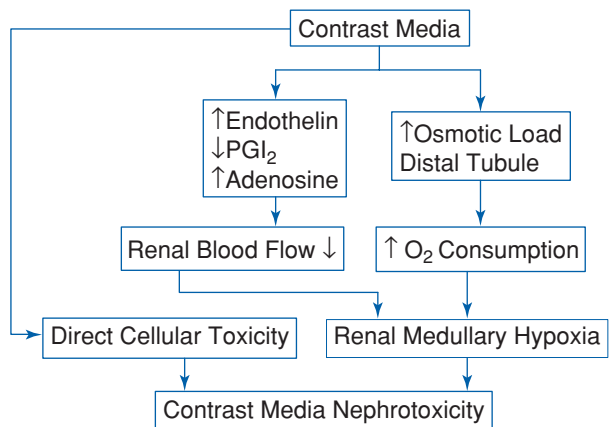 Contrast Media
↑Endothelin
↓PGI₂
↑Adenosine
↑Osmotic Load
Distal Tubule
Renal Blood Flow ↓
↑ O₂ Consumption
Direct Cellular Toxicity
Renal Medullary Hypoxia
Contrast Media Nephrotoxicity